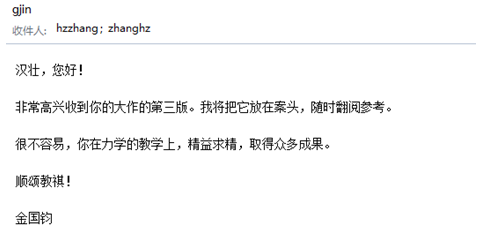 gjin
收件人： hzzhang；zhanghz
汉壮，您好！
非常高兴收到你的大作的第三版。我将把它放在案头，随时翻阅参考。
很不容易，你在力学的教学上，精益求精，取得众多成果。
顺颂教祺！
金国钧